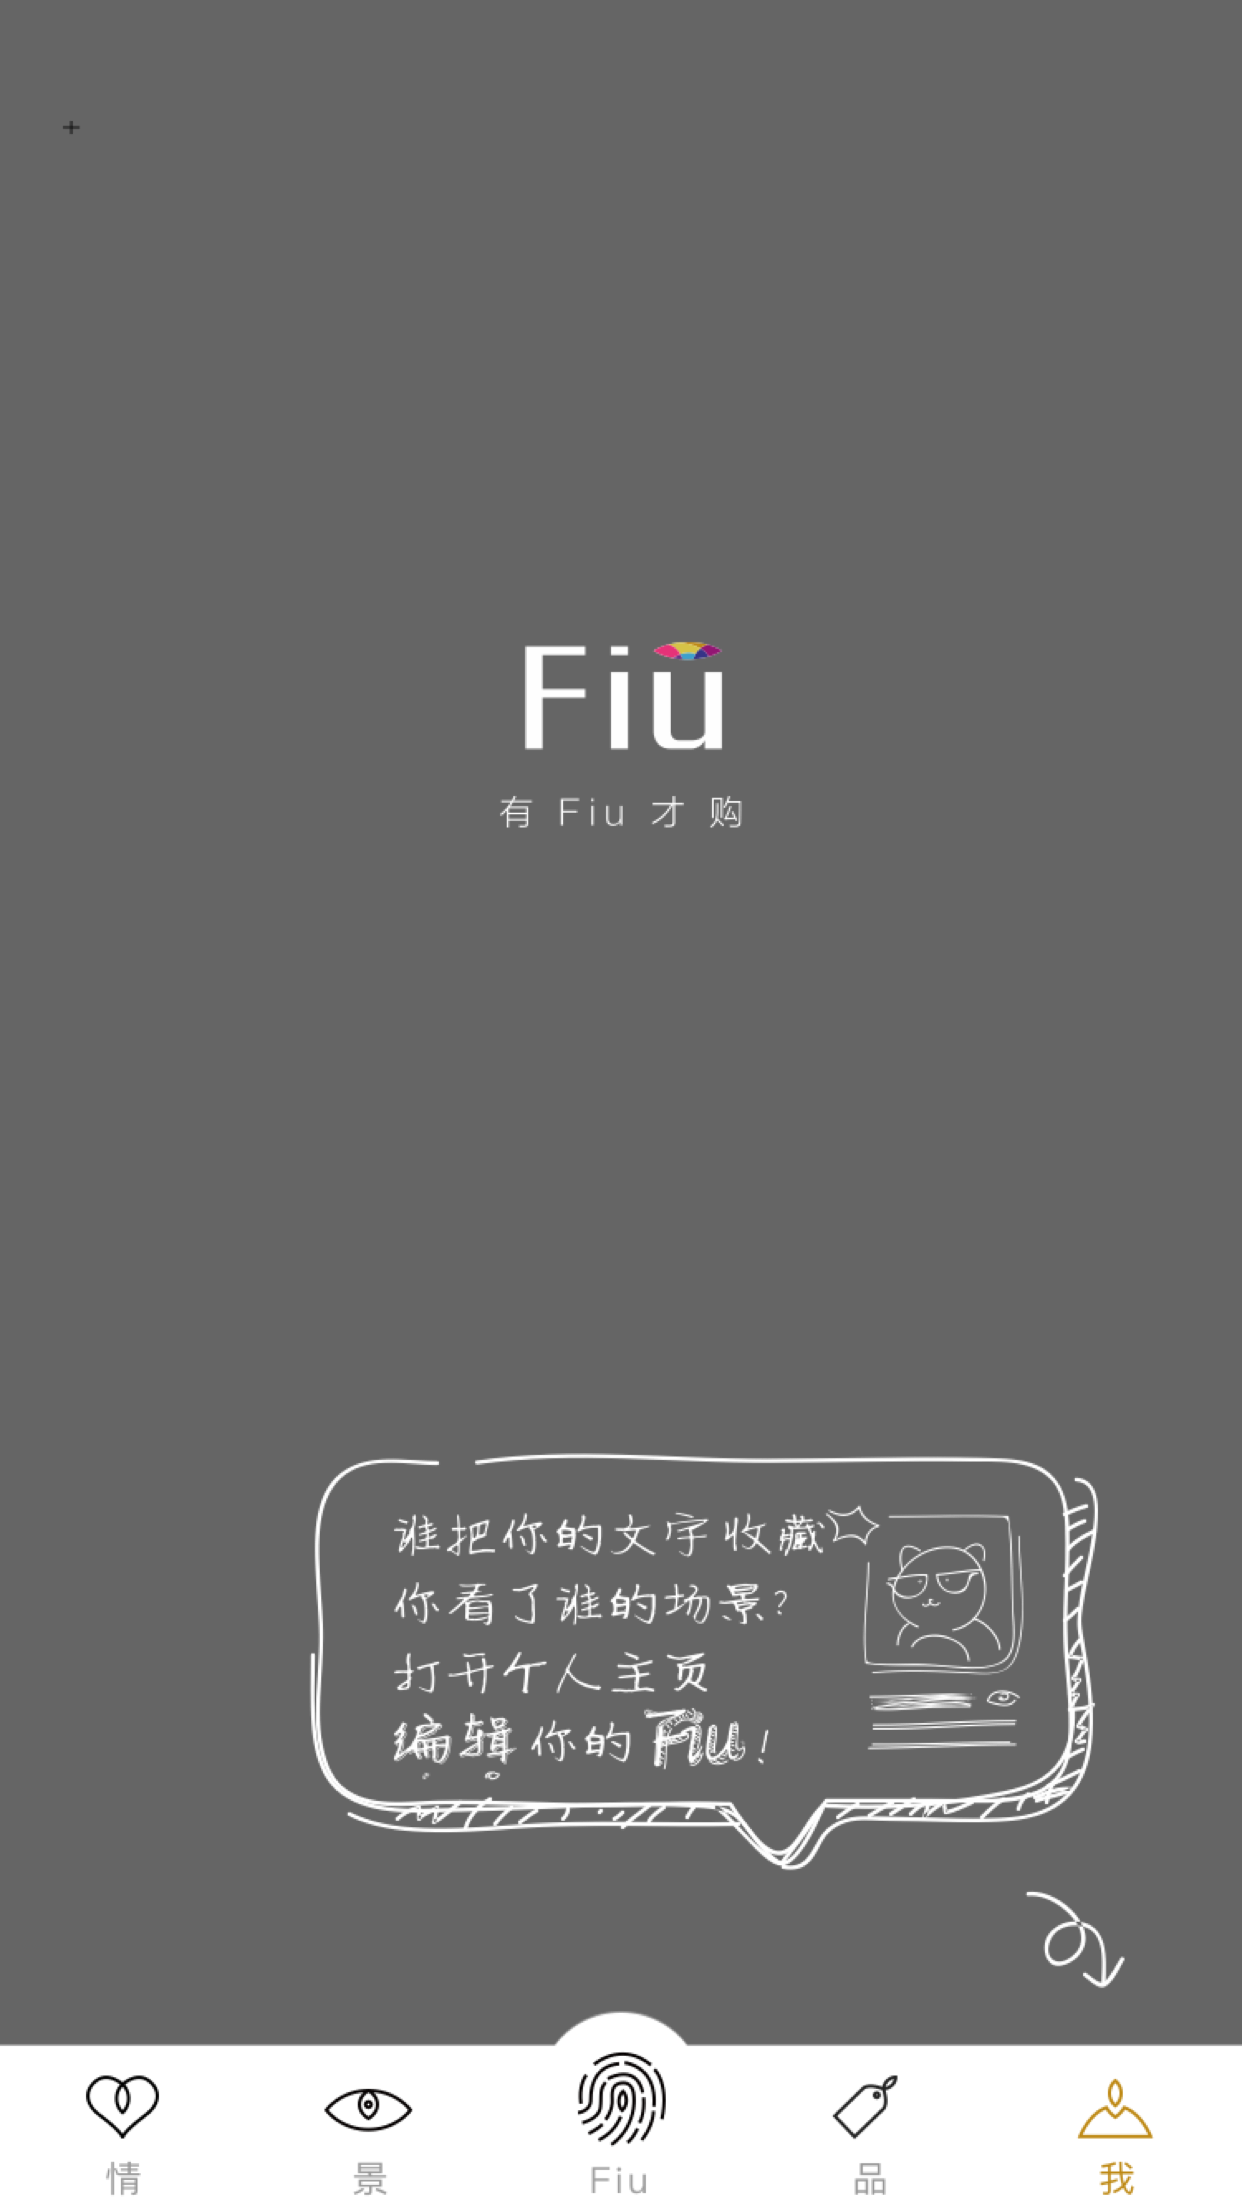 Fiu
有 Fiu 才 购
谁把你的文字收藏
你看了谁的场景?
打开个人主页
编辑你的Fiu!
情
景
Fiu
品
我